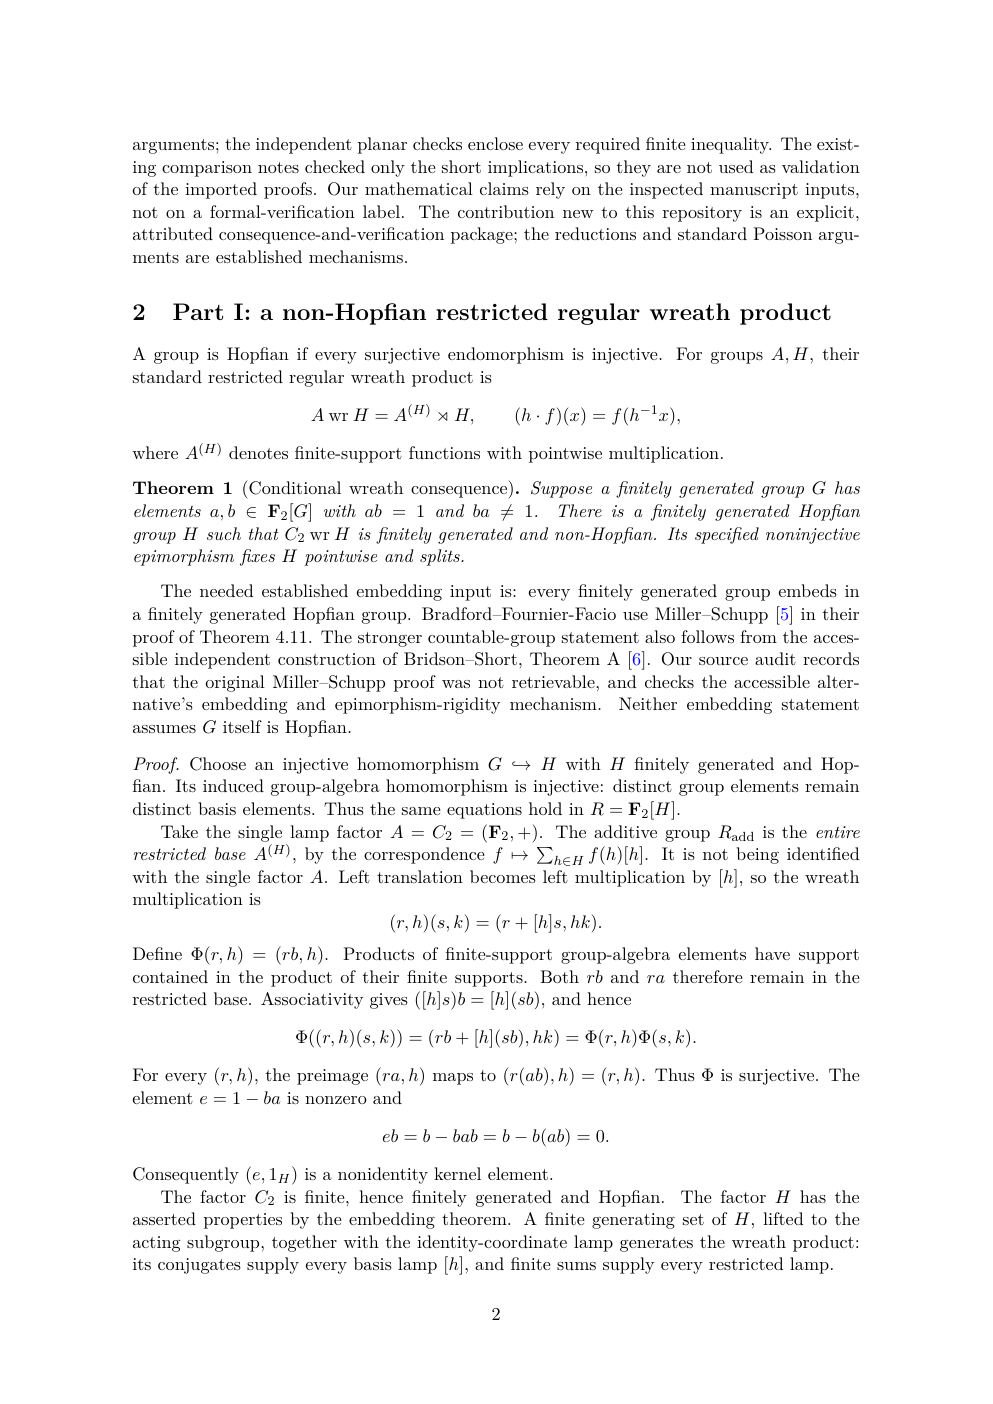 arguments; the independent planar checks enclose every required finite inequality. The exist-
ing comparison notes checked only the short implications, so they are not used as validation
of the imported proofs. Our mathematical claims rely on the inspected manuscript inputs,
not on a formal-verification label. The contribution new to this repository is an explicit,
attributed consequence-and-verification package; the reductions and standard Poisson argu-
ments are established mechanisms.
2 Part I: a non-Hopfian restricted regular wreath product
A group is Hopfian if every surjective endomorphism is injective. For groups A, H, their
standard restricted regular wreath product is
A wr H = A^{(H)} ⋊ H, (h · f)(x) = f(h^{−1}x),
where A^{(H)} denotes finite-support functions with pointwise multiplication.
Theorem 1 (Conditional wreath consequence). Suppose a finitely generated group G has
elements a, b ∈ F₂[G] with ab = 1 and ba ≠ 1. There is a finitely generated Hopfian
group H such that C₂ wr H is finitely generated and non-Hopfian. Its specified noninjective
epimorphism fixes H pointwise and splits.
The needed established embedding input is: every finitely generated group embeds in
a finitely generated Hopfian group. Bradford–Fournier-Facio use Miller–Schupp [5] in their
proof of Theorem 4.11. The stronger countable-group statement also follows from the acces-
sible independent construction of Bridson–Short, Theorem A [6]. Our source audit records
that the original Miller–Schupp proof was not retrievable, and checks the accessible alter-
native's embedding and epimorphism-rigidity mechanism. Neither embedding statement
assumes G itself is Hopfian.
Proof. Choose an injective homomorphism G ↪ H with H finitely generated and Hop-
fian. Its induced group-algebra homomorphism is injective: distinct group elements remain
distinct basis elements. Thus the same equations hold in R = F₂[H].
Take the single lamp factor A = C₂ = (F₂, +). The additive group R_{add} is the entire
restricted base A^{(H)}, by the correspondence f ↦ ∑_{h∈H} f(h)[h]. It is not being identified
with the single factor A. Left translation becomes left multiplication by [h], so the wreath
multiplication is
(r, h)(s, k) = (r + [h]s, hk).
Define Φ(r, h) = (rb, h). Products of finite-support group-algebra elements have support
contained in the product of their finite supports. Both rb and ra therefore remain in the
restricted base. Associativity gives ([h]s)b = [h](sb), and hence
Φ((r, h)(s, k)) = (rb + [h](sb), hk) = Φ(r, h)Φ(s, k).
For every (r, h), the preimage (ra, h) maps to (r(ab), h) = (r, h). Thus Φ is surjective. The
element e = 1 − ba is nonzero and
eb = b − bab = b − b(ab) = 0.
Consequently (e, 1_H) is a nonidentity kernel element.
The factor C₂ is finite, hence finitely generated and Hopfian. The factor H has the
asserted properties by the embedding theorem. A finite generating set of H, lifted to the
acting subgroup, together with the identity-coordinate lamp generates the wreath product:
its conjugates supply every basis lamp [h], and finite sums supply every restricted lamp.
2